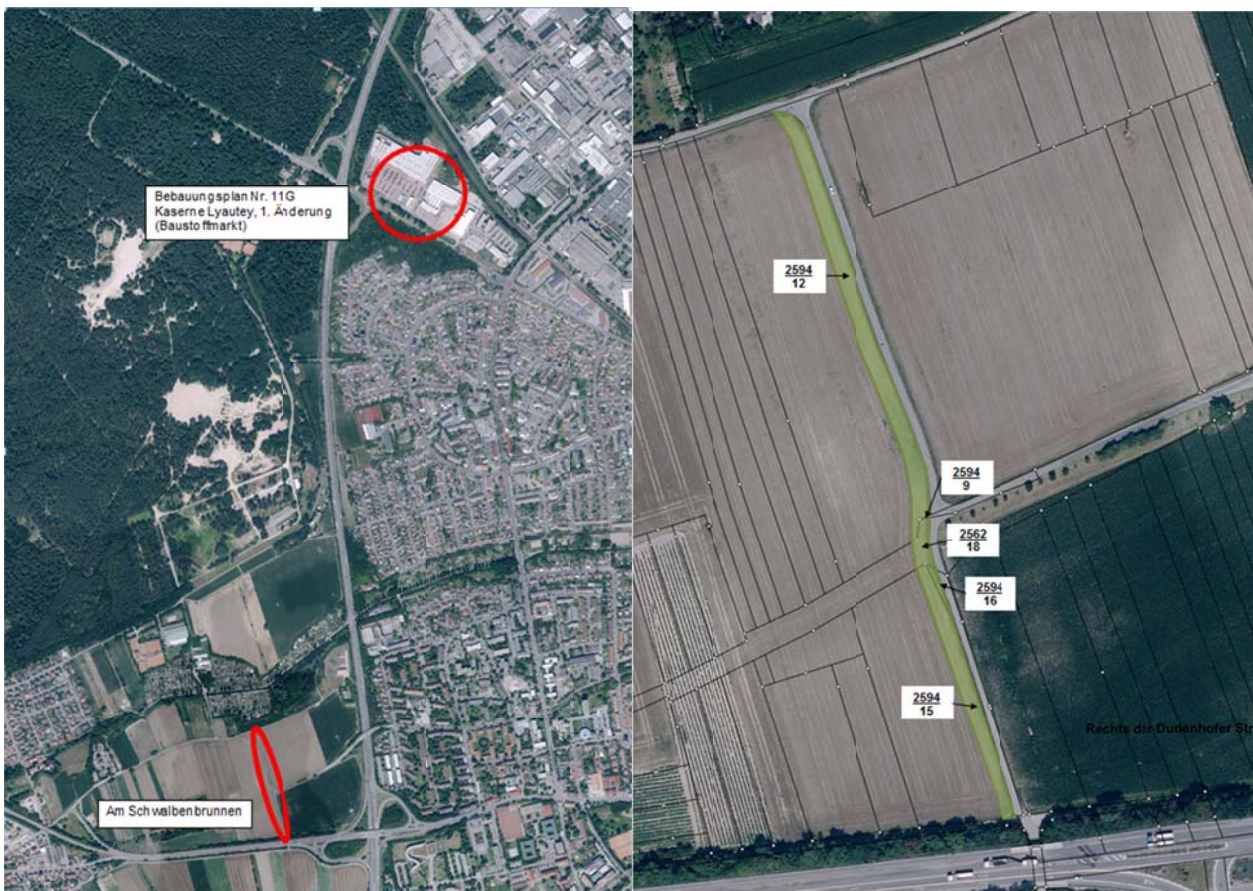 Bebauungsplan Nr. 11G
Kaserne Lyautey, 1. Änderung
(Baustoffmarkt)
Am Schwalbenbrunnen
2594
12
2594
9
2562
18
2594
16
2594
15
Rechts der Dudenhofer Str